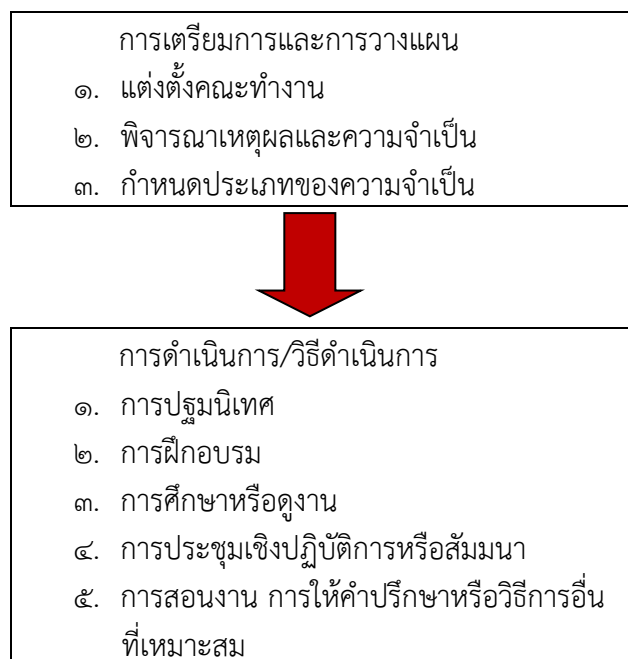 การเตรียมการและการวางแผน
๑. แต่งตั้งคณะทำงาน
๒. พิจารณาเหตุผลและความจำเป็น
๓. กำหนดประเภทของความจำเป็น
การดำเนินการ/วิธีดำเนินการ
๑. การปฐมนิเทศ
๒. การฝึกอบรม
๓. การศึกษาหรือดูงาน
๔. การประชุมเชิงปฏิบัติการหรือสัมมนา
๕. การสอนงาน การให้คำปรึกษาหรือวิธีการอื่น
ที่เหมาะสม